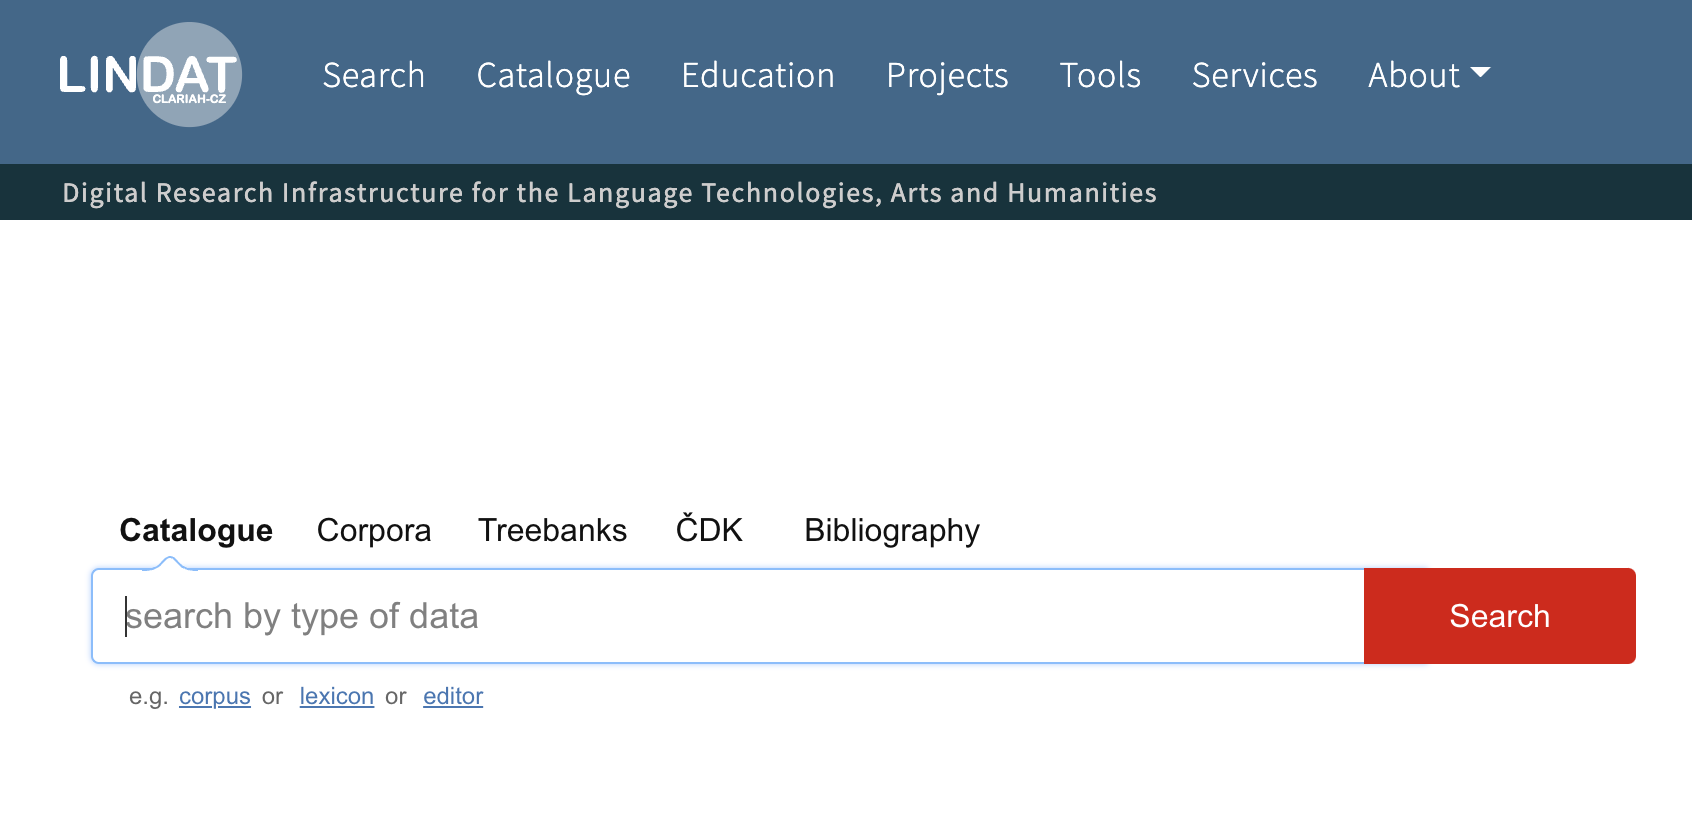 LINDAT
CLARIAH-CZ
Search Catalogue Education Projects Tools Services About
Digital Research Infrastructure for the Language Technologies, Arts and Humanities
Catalogue Corpora Treebanks ČDK Bibliography
search by type of data
Search
e.g. corpus or lexicon or editor